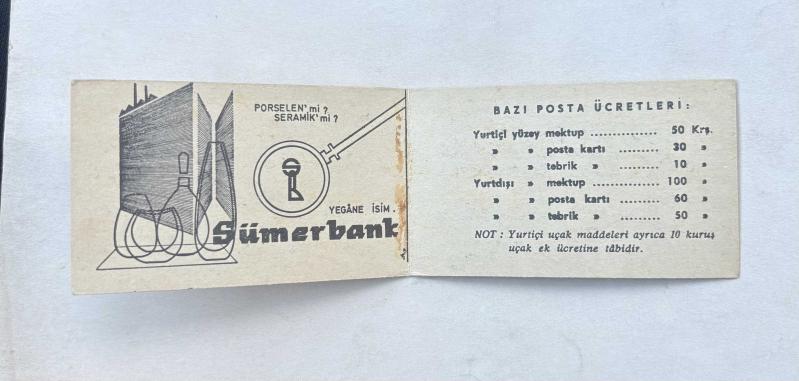 PORSELEN'mi?
SERAMİK'mi?
YEGÂNE İSİM.
Sümerbank
BAZI POSTA ÜCRETLERİ:
Yurtiçi yüzey mektup ............... 50 Krş.
» » posta kartı ............ 30 »
» » tebrik » ............ 10 »
Yurtdışı » mektup ............... 100 »
» » posta kartı ............ 60 »
» » tebrik » ............ 50 »
NOT : Yurtiçi uçak maddeleri ayrıca 10 kuruş
uçak ek ücretine tâbidir.